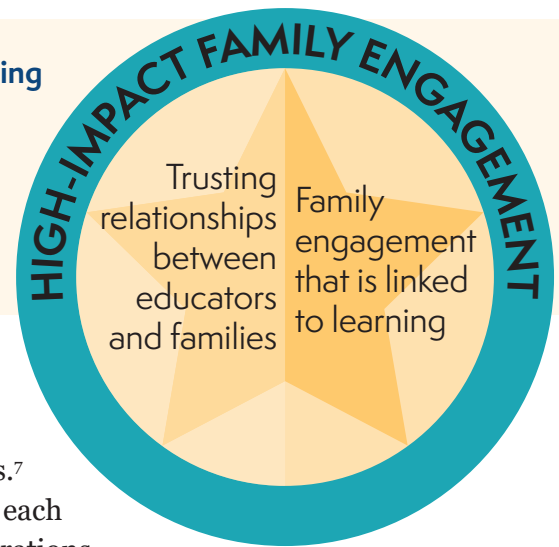 ing
HIGH-IMPACT FAMILY ENGAGEMENT
Trusting
relationships
between
educators
and families
Family
engagement
that is linked
to learning
s.7
each
rations